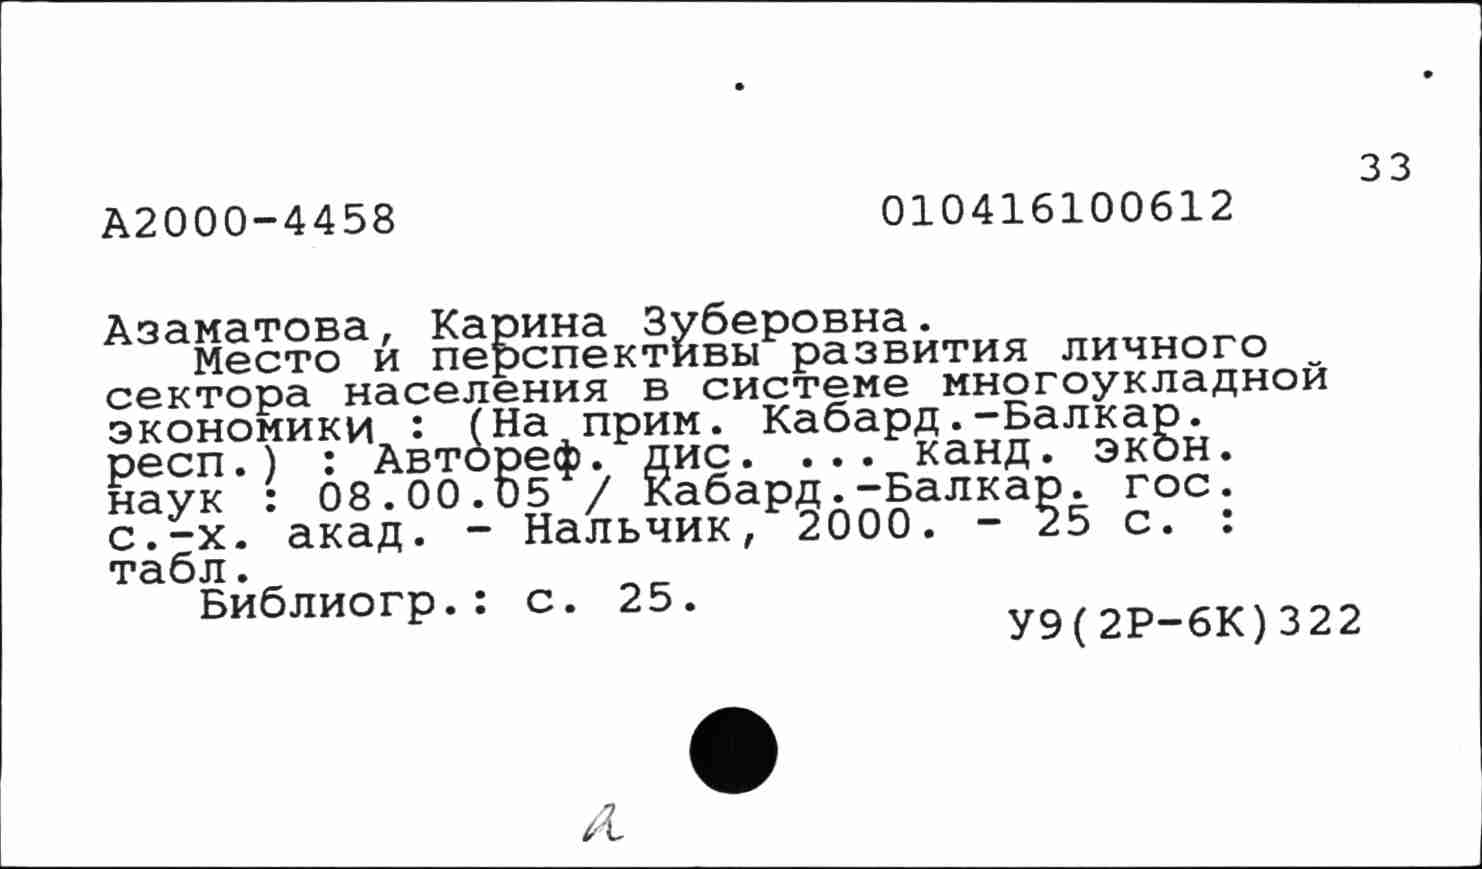 33
А2000-4458 010416100612
Азаматова, Карина Зуберовна.
Место и перспективы развития личного
сектора населения в системе многоукладной
экономики : (На прим. Кабард.-Балкар.
респ.) : Автореф. дис. ... канд. экон.
наук : 08.00.05 / Кабард.-Балкар. гос.
с.-х. акад. - Нальчик, 2000. - 25 с. :
табл.
Библиогр.: с. 25.
У9(2Р-6К)322
а